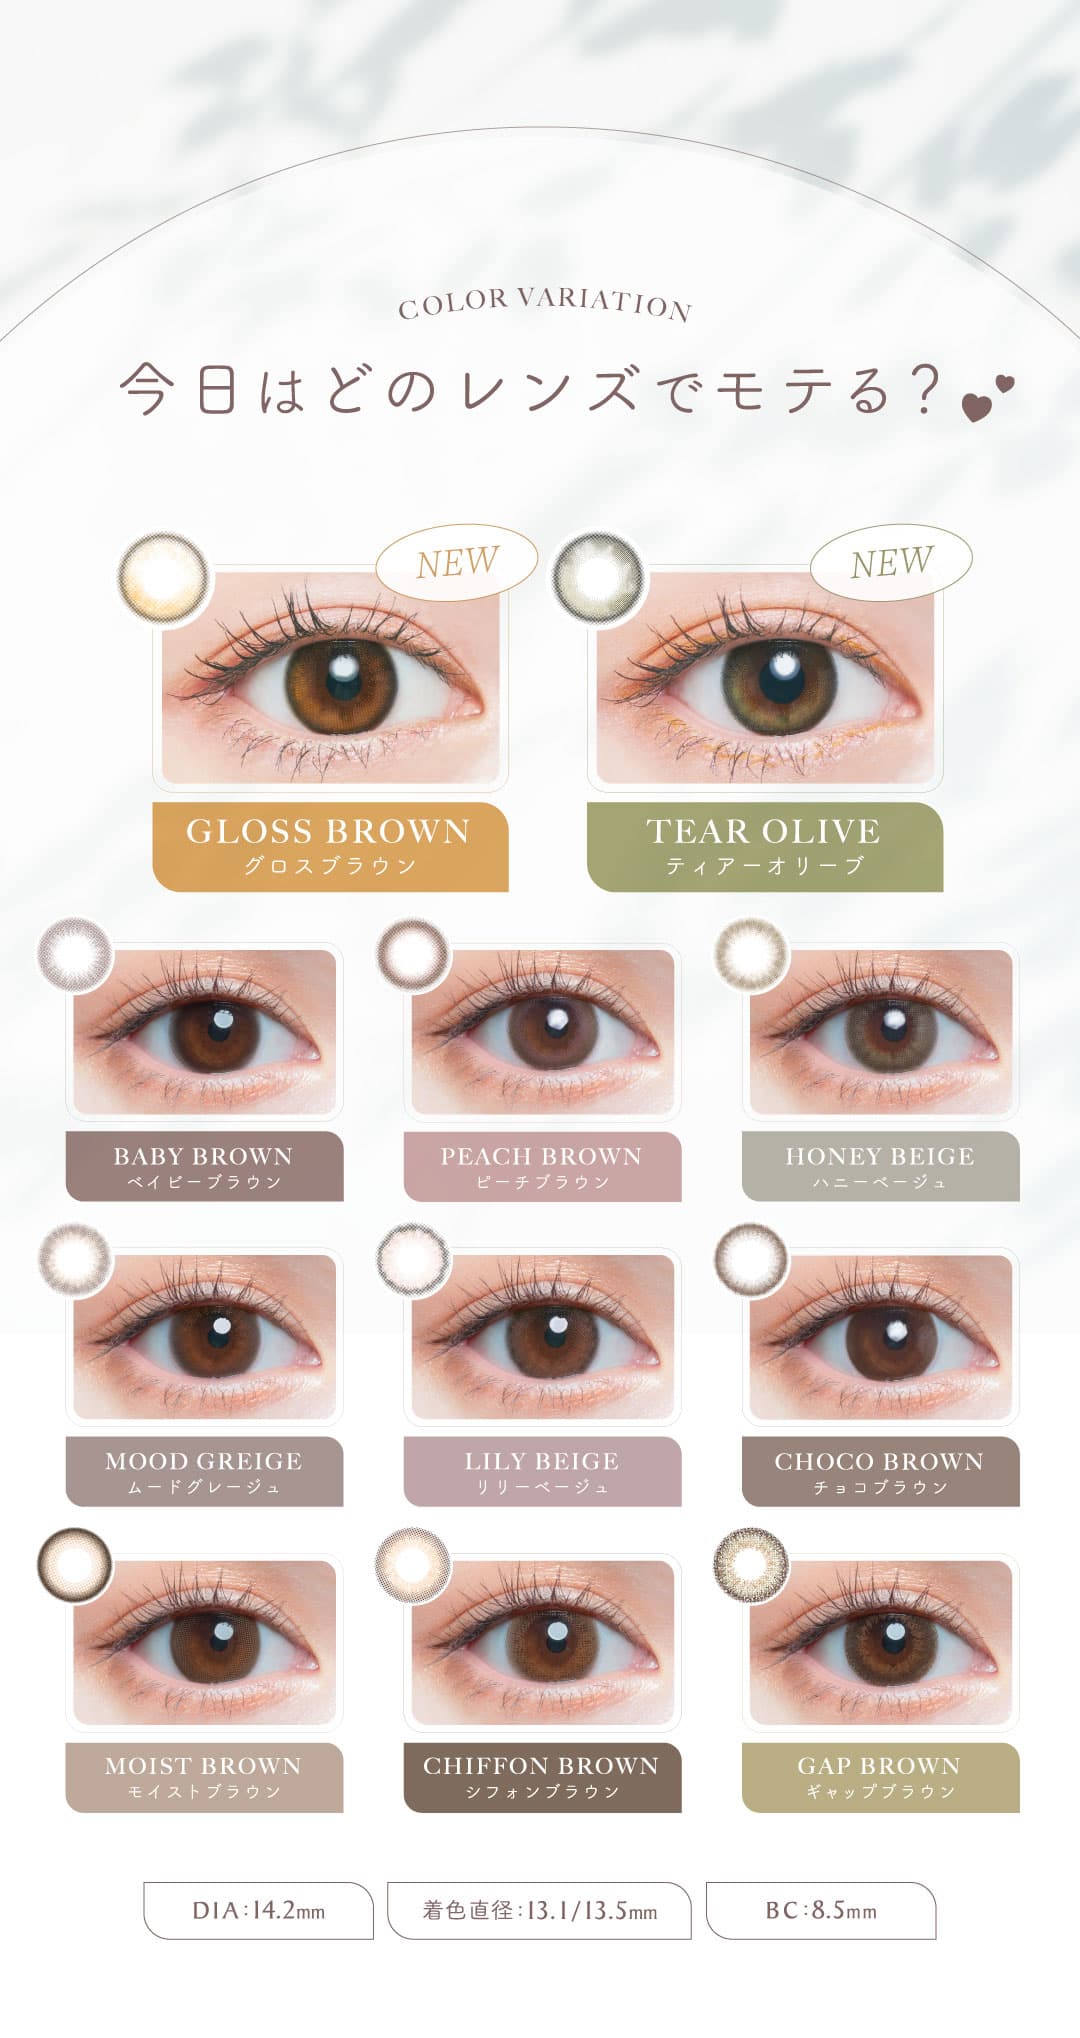 COLOR VARIATION
今日はどのレンズでモテる?
NEW
NEW
GLOSS BROWN
グロスブラウン
TEAR OLIVE
ティアーオリーブ
BABY BROWN
ベイビーブラウン
PEACH BROWN
ピーチブラウン
HONEY BEIGE
ハニーベージュ
MOOD GREIGE
ムードグレージュ
LILY BEIGE
リリーベージュ
CHOCO BROWN
チョコブラウン
MOIST BROWN
モイストブラウン
CHIFFON BROWN
シフォンブラウン
GAP BROWN
ギャップブラウン
DIA:14.2mm
着色直径:13.1/13.5mm
BC:8.5mm